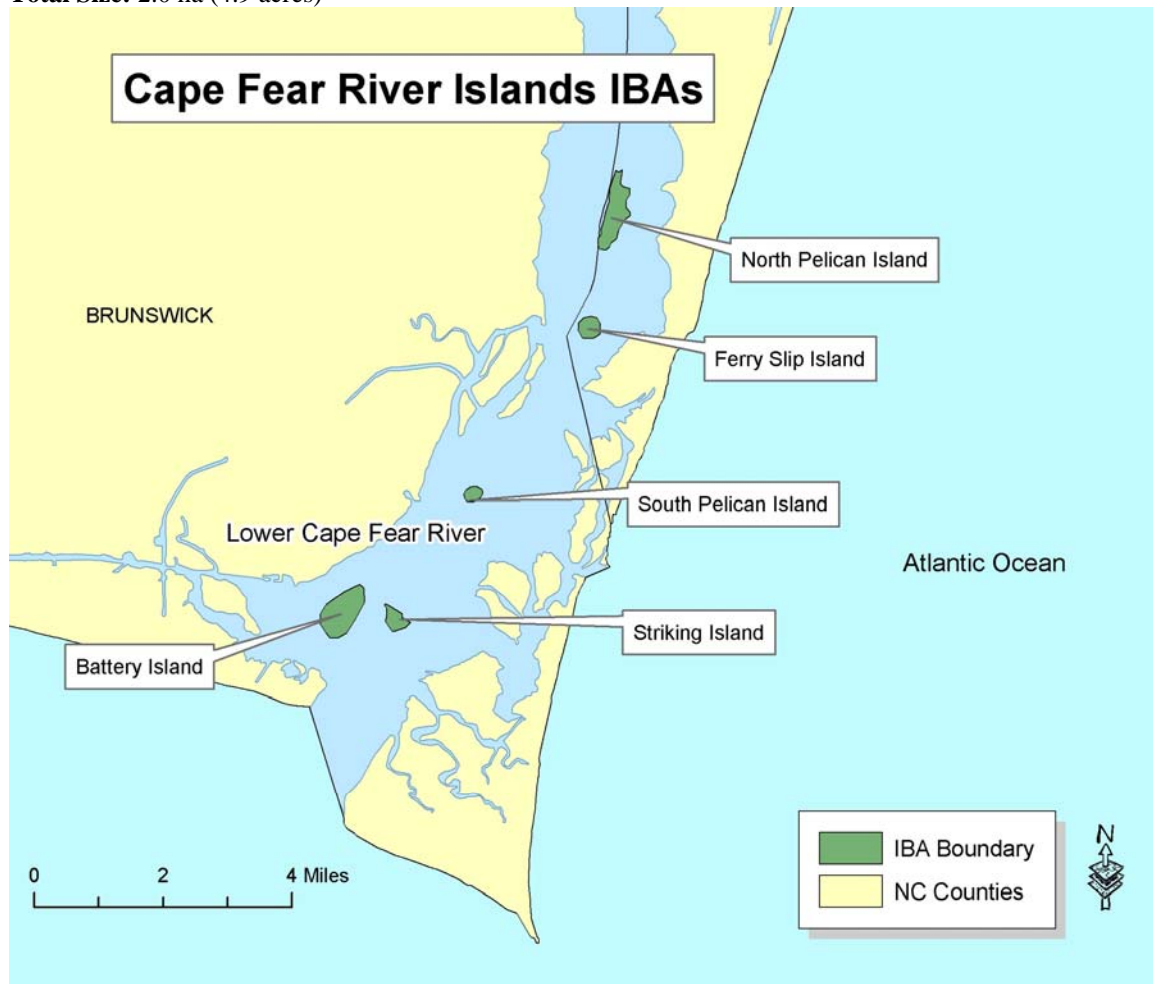 Cape Fear River Islands IBAs
North Pelican Island
BRUNSWICK
Ferry Slip Island
South Pelican Island
Lower Cape Fear River
Atlantic Ocean
Striking Island
Battery Island
N
IBA Boundary
0 2 4 Miles
NC Counties